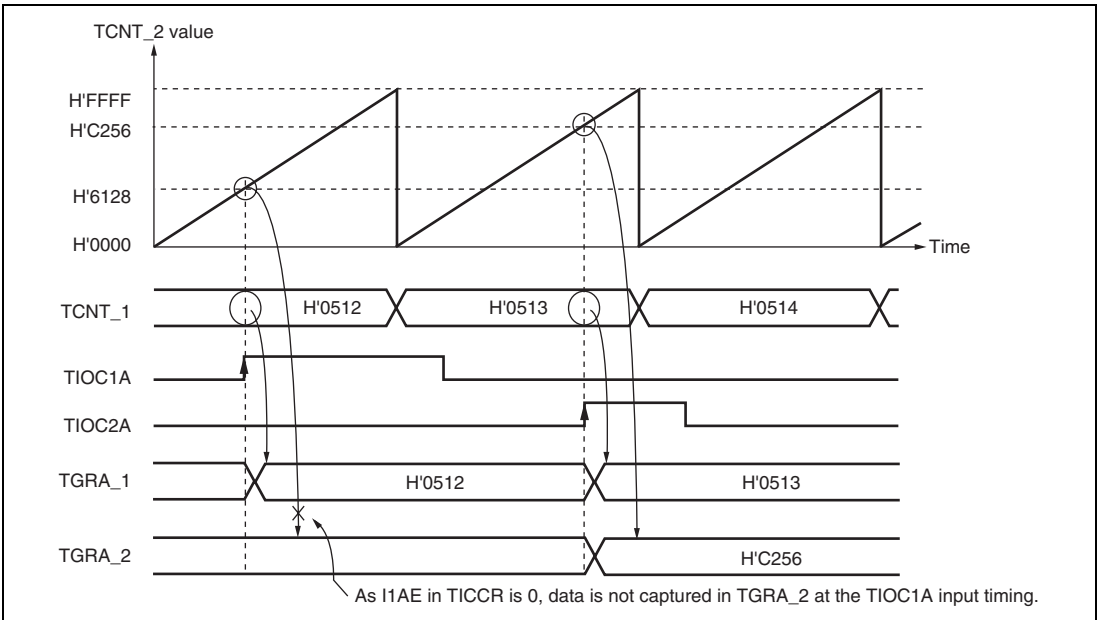 TCNT_2 value
H'FFFF
H'C256
H'6128
H'0000
Time
TCNT_1 H'0512 H'0513 H'0514
TIOC1A
TIOC2A
TGRA_1 H'0512 H'0513
TGRA_2 H'C256
As I1AE in TICCR is 0, data is not captured in TGRA_2 at the TIOC1A input timing.